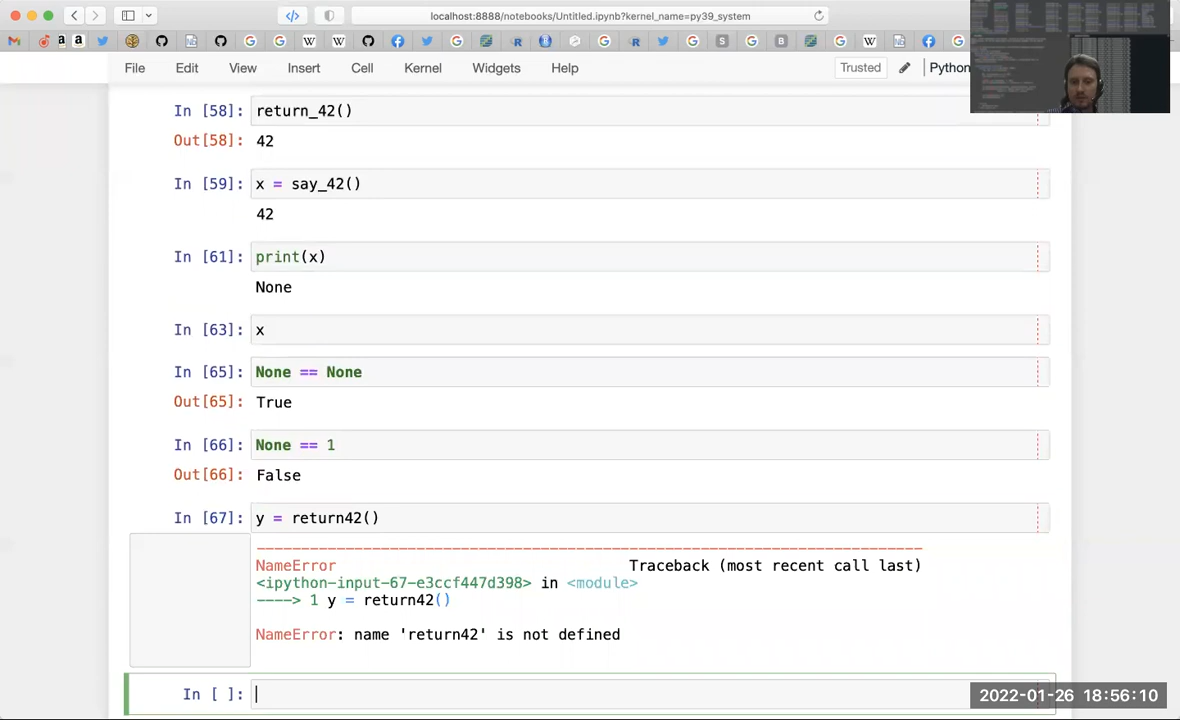 localhost:8888/notebooks/Untitled.ipynb?kernel_name=py39_system
File Edit View Insert Cell Kernel Widgets Help Trusted Python
In [58]: return_42()
Out[58]: 42
In [59]: x = say_42()
42
In [61]: print(x)
None
In [63]: x
In [65]: None == None
Out[65]: True
In [66]: None == 1
Out[66]: False
In [67]: y = return42()
NameError Traceback (most recent call last)
<ipython-input-67-e3ccf447d398> in <module>
----> 1 y = return42()
NameError: name 'return42' is not defined
In [ ]:
2022-01-26 18:56:10